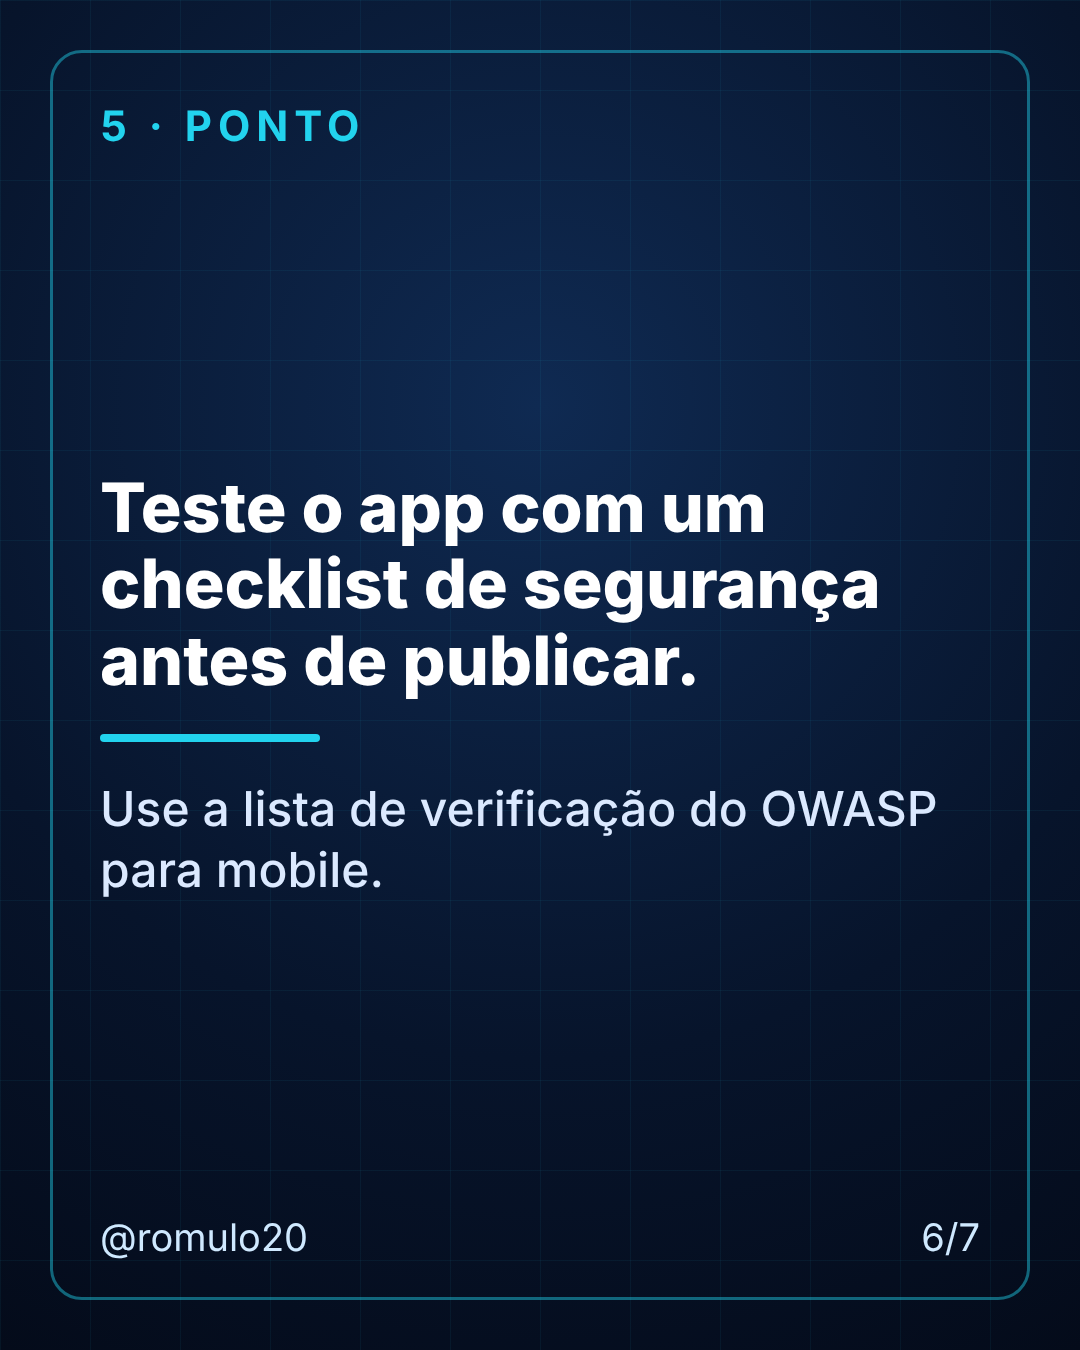 5 · PONTO
Teste o app com um
checklist de segurança
antes de publicar.
Use a lista de verificação do OWASP
para mobile.
@romulo20
6/7